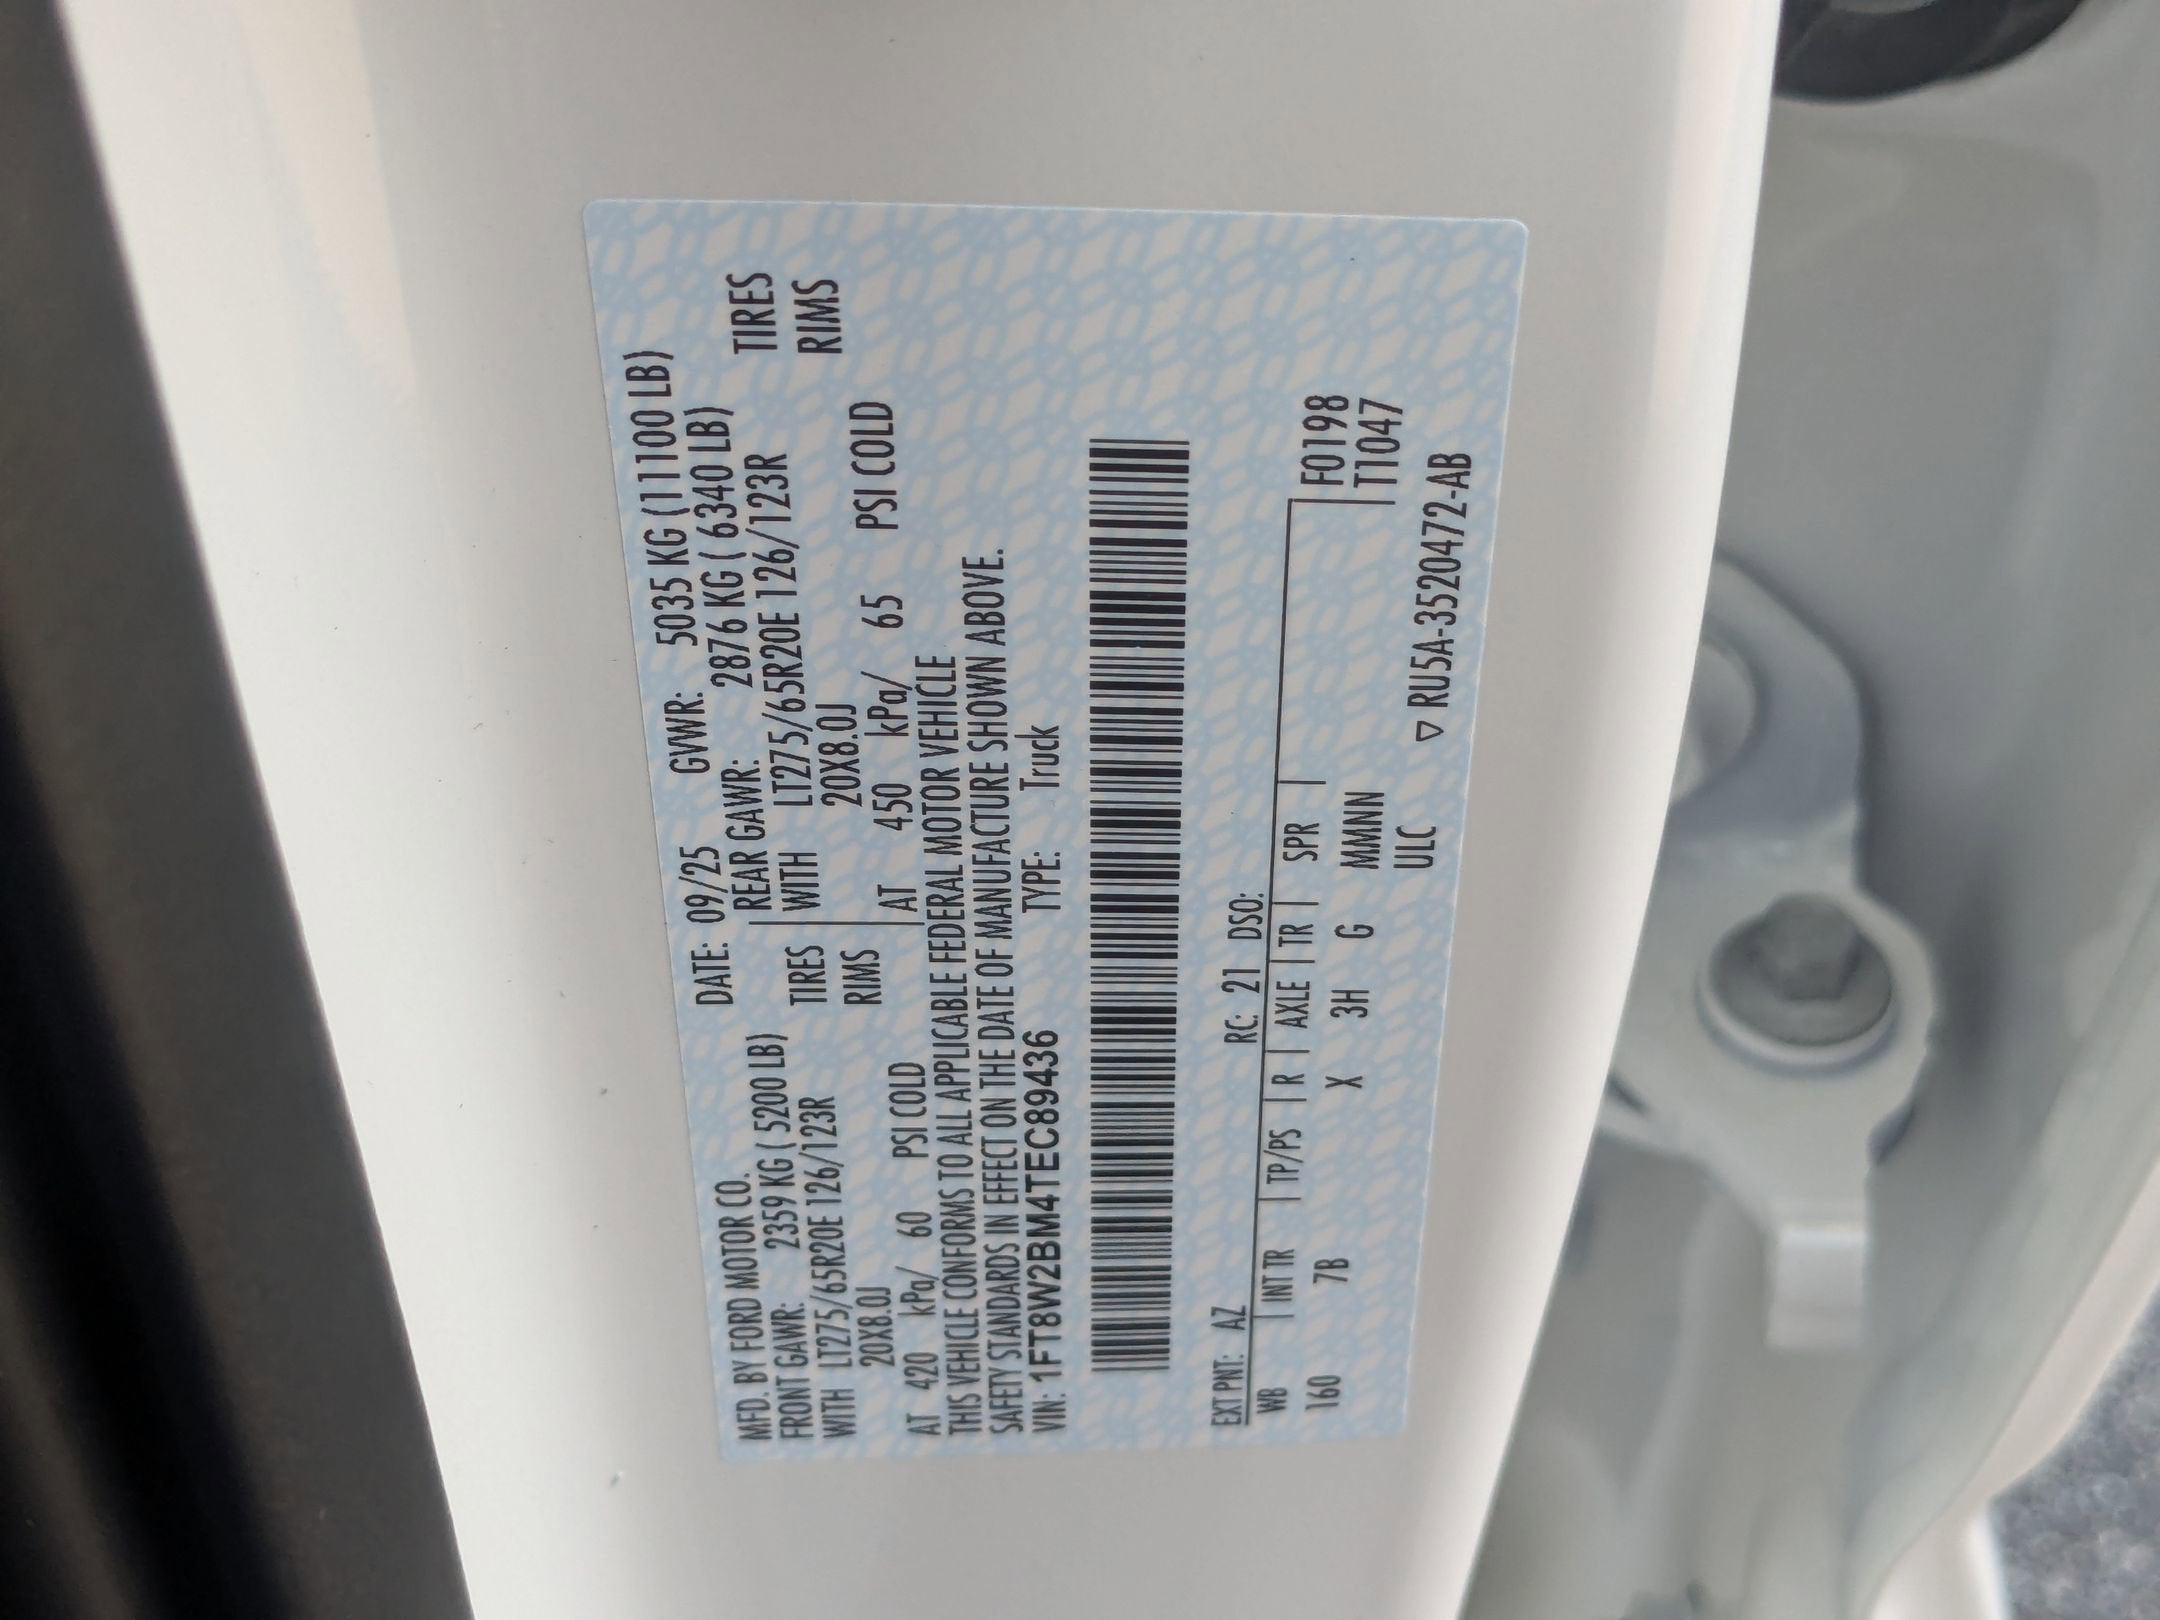 MFD. BY FORD MOTOR CO.
DATE: 09/25 GVWR: 5035 KG (11100 LB)
FRONT GAWR: 2359 KG ( 5200 LB)
REAR GAWR: 2876 KG ( 6340 LB)
WITH LT275/65R20E 126/123R TIRES
WITH LT275/65R20E 126/123R TIRES
20X8.0J RIMS
20X8.0J RIMS
AT 420 kPa/ 60 PSI COLD
AT 450 kPa/ 65 PSI COLD
THIS VEHICLE CONFORMS TO ALL APPLICABLE FEDERAL MOTOR VEHICLE
SAFETY STANDARDS IN EFFECT ON THE DATE OF MANUFACTURE SHOWN ABOVE.
VIN: 1FT8W2BM4TEC89436 TYPE: Truck
EXT PNT: AZ RC: 21 DSO:
WB INT TR TP/PS R AXLE TR SPR
160 7B X 3H G MMNN
F0198
T1047
ULC
▽ RU5A-3520472-AB